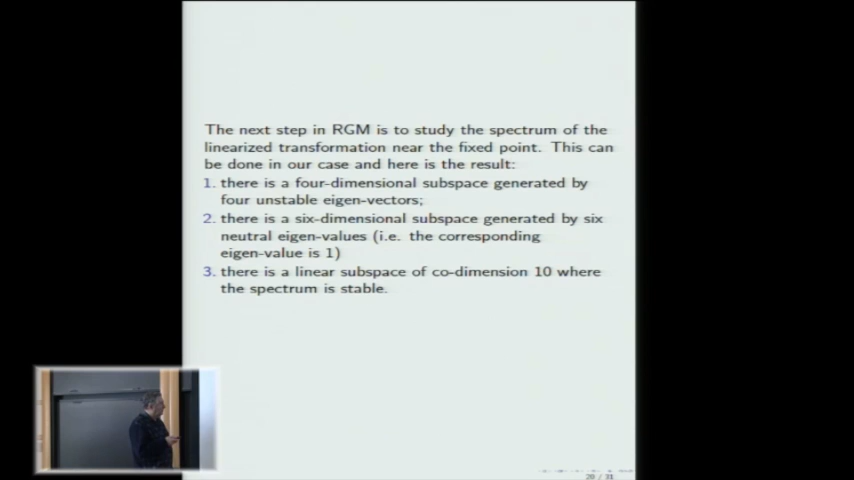 The next step in RGM is to study the spectrum of the
linearized transformation near the fixed point. This can
be done in our case and here is the result:
1. there is a four-dimensional subspace generated by
four unstable eigen-vectors;
2. there is a six-dimensional subspace generated by six
neutral eigen-values (i.e. the corresponding
eigen-value is 1)
3. there is a linear subspace of co-dimension 10 where
the spectrum is stable.